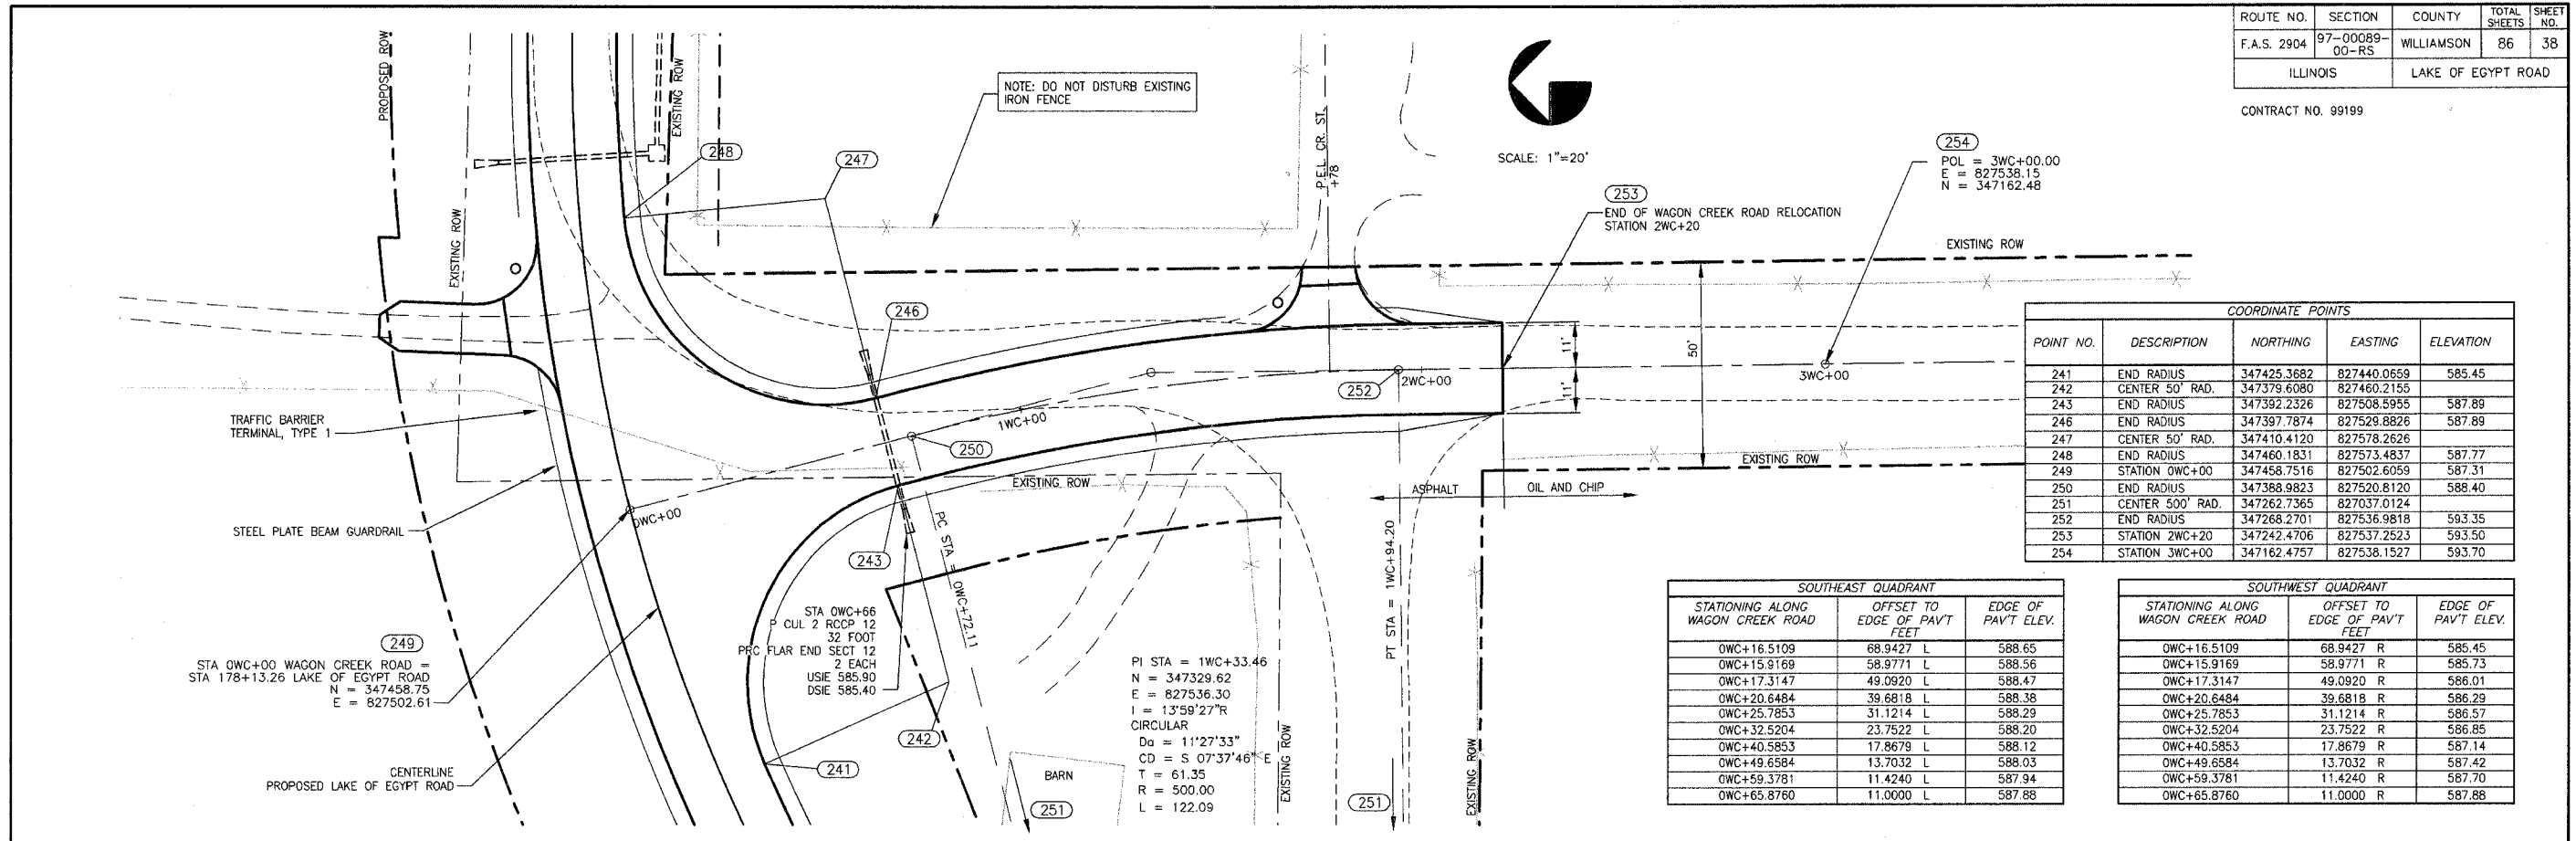 ROUTE NO. SECTION COUNTY TOTAL SHEETS SHEET NO.
F.A.S. 2904 97-00089-00-RS WILLIAMSON 86 38
ILLINOIS LAKE OF EGYPT ROAD
CONTRACT NO. 99199
PROPOSED ROW
EXISTING ROW
NOTE: DO NOT DISTURB EXISTING
IRON FENCE
P.E.L. CR. ST.
+78
SCALE: 1"=20'
254
POL = 3WC+00.00
E = 827538.15
N = 347162.48
248
247
253
END OF WAGON CREEK ROAD RELOCATION
STATION 2WC+20
EXISTING ROW
EXISTING ROW
246
11'
11'
50'
252
2WC+00
3WC+00
1WC+00
250
TRAFFIC BARRIER
TERMINAL, TYPE 1
EXISTING ROW
EXISTING ROW
ASPHALT
OIL AND CHIP
0WC+00
STEEL PLATE BEAM GUARDRAIL
243
PC STA = 0WC+72.11
PT STA = 1WC+94.20
249
STA 0WC+00 WAGON CREEK ROAD =
STA 178+13.26 LAKE OF EGYPT ROAD
N = 347458.75
E = 827502.61
STA 0WC+66
P CUL 2 RCCP 12
32 FOOT
PRC FLAR END SECT 12
2 EACH
USIE 585.90
DSIE 585.40
PI STA = 1WC+33.46
N = 347329.62
E = 827536.30
I = 13°59'27"R
CIRCULAR
Da = 11°27'33"
CD = S 07°37'46" E
T = 61.35
R = 500.00
L = 122.09
242
241
CENTERLINE
PROPOSED LAKE OF EGYPT ROAD
BARN
251
EXISTING ROW
251
EXISTING ROW
COORDINATE POINTS
POINT NO. DESCRIPTION NORTHING EASTING ELEVATION
241 END RADIUS 347425.3682 827440.0659 585.45
242 CENTER 50' RAD. 347379.6080 827460.2155
243 END RADIUS 347392.2326 827508.5955 587.89
246 END RADIUS 347397.7874 827529.8826 587.89
247 CENTER 50' RAD. 347410.4120 827578.2626
248 END RADIUS 347460.1831 827573.4837 587.77
249 STATION 0WC+00 347458.7516 827502.6059 587.31
250 END RADIUS 347388.9823 827520.8120 588.40
251 CENTER 500' RAD. 347262.7365 827037.0124
252 END RADIUS 347268.2701 827536.9818 593.35
253 STATION 2WC+20 347242.4706 827537.2523 593.50
254 STATION 3WC+00 347162.4757 827538.1527 593.70
SOUTHEAST QUADRANT
STATIONING ALONG WAGON CREEK ROAD OFFSET TO EDGE OF PAV'T FEET EDGE OF PAV'T ELEV.
0WC+16.5109 68.9427 L 588.65
0WC+15.9169 58.9771 L 588.56
0WC+17.3147 49.0920 L 588.47
0WC+20.6484 39.6818 L 588.38
0WC+25.7853 31.1214 L 588.29
0WC+32.5204 23.7522 L 588.20
0WC+40.5853 17.8679 L 588.12
0WC+49.6584 13.7032 L 588.03
0WC+59.3781 11.4240 L 587.94
0WC+65.8760 11.0000 L 587.88
SOUTHWEST QUADRANT
STATIONING ALONG WAGON CREEK ROAD OFFSET TO EDGE OF PAV'T FEET EDGE OF PAV'T ELEV.
0WC+16.5109 68.9427 R 585.45
0WC+15.9169 58.9771 R 585.73
0WC+17.3147 49.0920 R 586.01
0WC+20.6484 39.6818 R 586.29
0WC+25.7853 31.1214 R 586.57
0WC+32.5204 23.7522 R 586.85
0WC+40.5853 17.8679 R 587.14
0WC+49.6584 13.7032 R 587.42
0WC+59.3781 11.4240 R 587.70
0WC+65.8760 11.0000 R 587.88